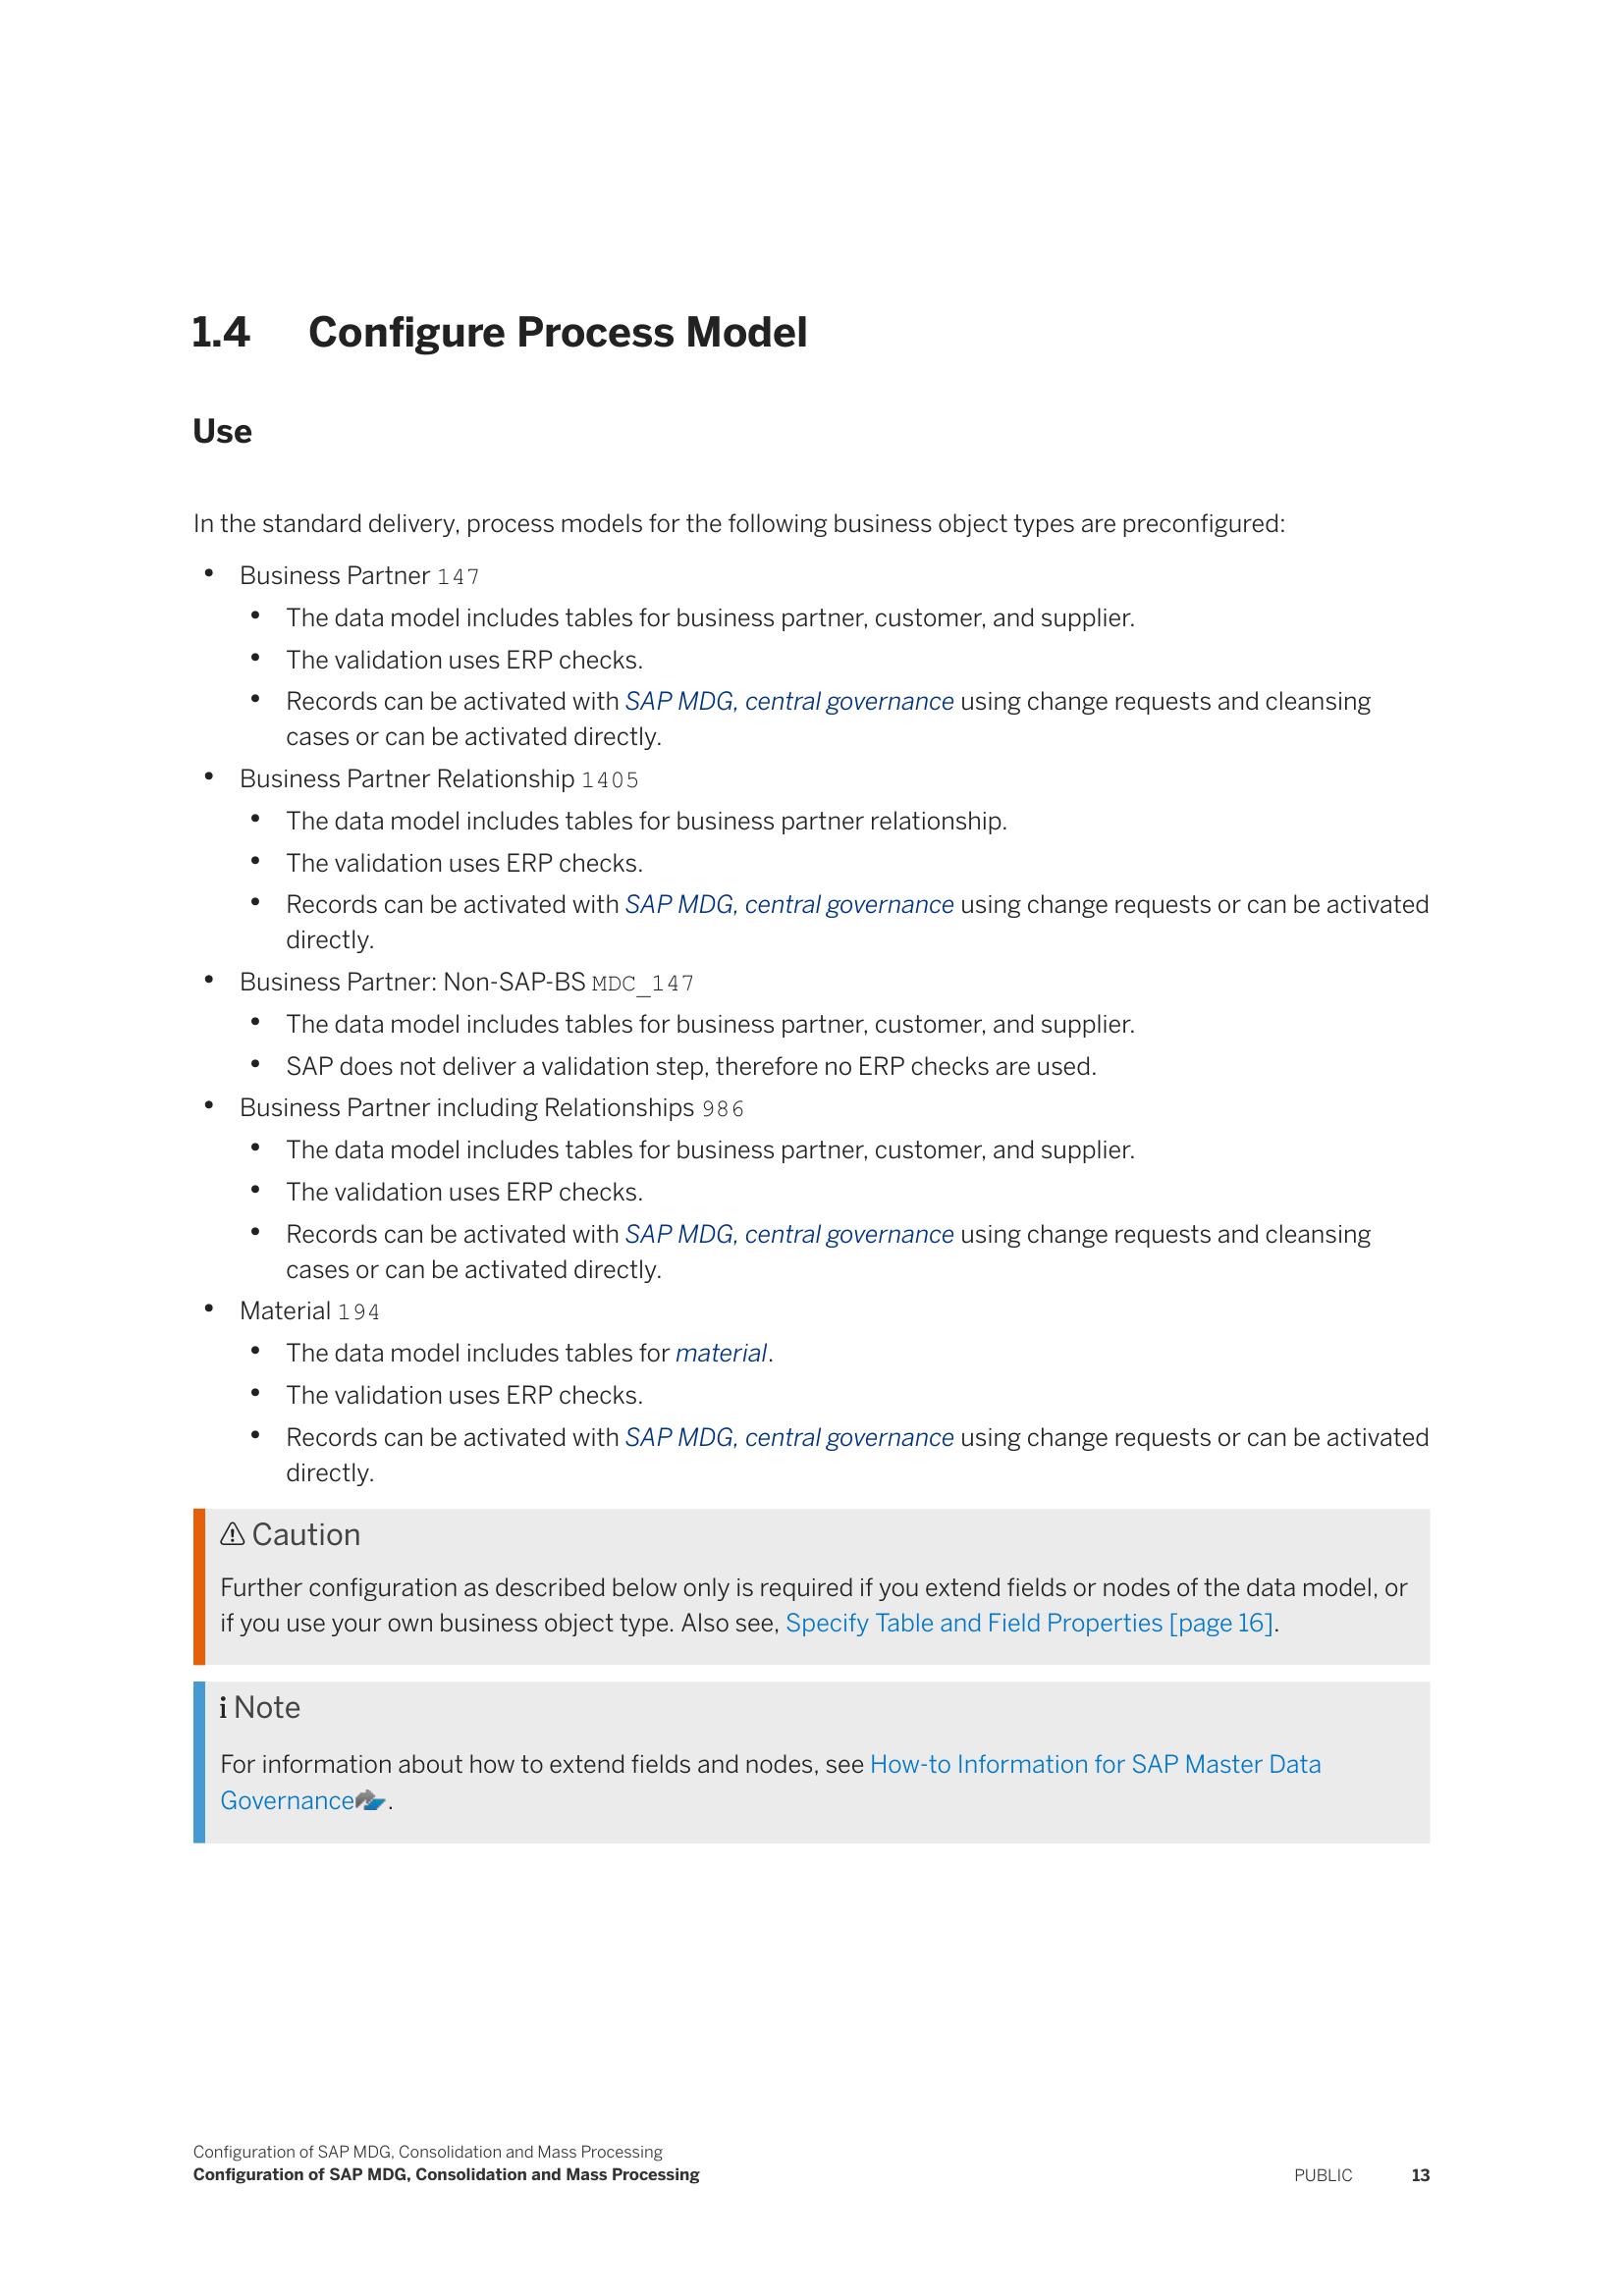 1.4 Configure Process Model
Use
In the standard delivery, process models for the following business object types are preconfigured:
• Business Partner 147
• The data model includes tables for business partner, customer, and supplier.
• The validation uses ERP checks.
• Records can be activated with SAP MDG, central governance using change requests and cleansing
cases or can be activated directly.
• Business Partner Relationship 1405
• The data model includes tables for business partner relationship.
• The validation uses ERP checks.
• Records can be activated with SAP MDG, central governance using change requests or can be activated
directly.
• Business Partner: Non-SAP-BS MDC_147
• The data model includes tables for business partner, customer, and supplier.
• SAP does not deliver a validation step, therefore no ERP checks are used.
• Business Partner including Relationships 986
• The data model includes tables for business partner, customer, and supplier.
• The validation uses ERP checks.
• Records can be activated with SAP MDG, central governance using change requests and cleansing
cases or can be activated directly.
• Material 194
• The data model includes tables for material.
• The validation uses ERP checks.
• Records can be activated with SAP MDG, central governance using change requests or can be activated
directly.
⚠ Caution
Further configuration as described below only is required if you extend fields or nodes of the data model, or
if you use your own business object type. Also see, Specify Table and Field Properties [page 16].
i Note
For information about how to extend fields and nodes, see How-to Information for SAP Master Data
Governance.
Configuration of SAP MDG, Consolidation and Mass Processing
Configuration of SAP MDG, Consolidation and Mass Processing PUBLIC 13